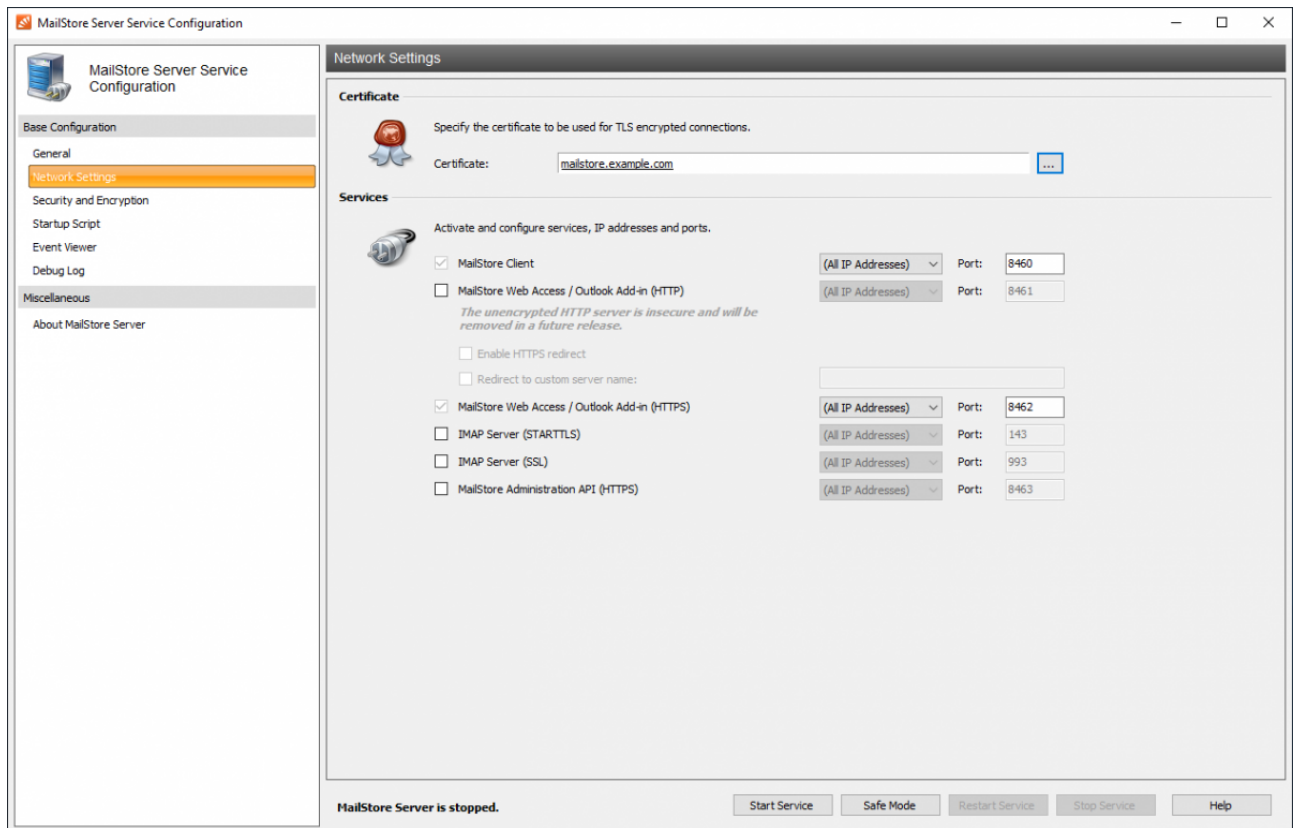 MailStore Server Service Configuration
MailStore Server Service
Configuration
Base Configuration
General
Network Settings
Security and Encryption
Startup Script
Event Viewer
Debug Log
Miscellaneous
About MailStore Server
Network Settings
Certificate
Specify the certificate to be used for TLS encrypted connections.
Certificate: mailstore.example.com ...
Services
Activate and configure services, IP addresses and ports.
MailStore Client (All IP Addresses) Port: 8460
MailStore Web Access / Outlook Add-in (HTTP) (All IP Addresses) Port: 8461
The unencrypted HTTP server is insecure and will be
removed in a future release.
Enable HTTPS redirect
Redirect to custom server name:
MailStore Web Access / Outlook Add-in (HTTPS) (All IP Addresses) Port: 8462
IMAP Server (STARTTLS) (All IP Addresses) Port: 143
IMAP Server (SSL) (All IP Addresses) Port: 993
MailStore Administration API (HTTPS) (All IP Addresses) Port: 8463
MailStore Server is stopped. Start Service Safe Mode Restart Service Stop Service Help